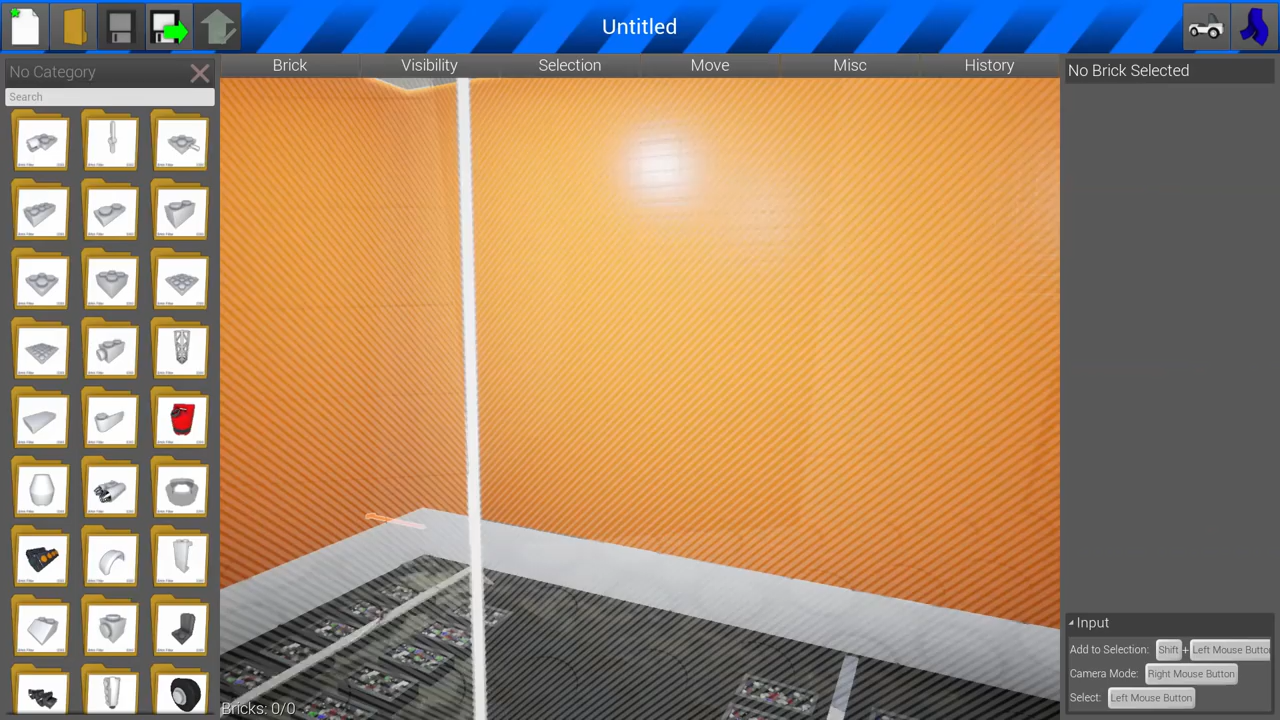 Untitled
No Category
Search
Brick
Visibility
Selection
Move
Misc
History
No Brick Selected
Bricks: 0/0
Input
Add to Selection: Shift + Left Mouse Butto
Camera Mode: Right Mouse Button
Select: Left Mouse Button